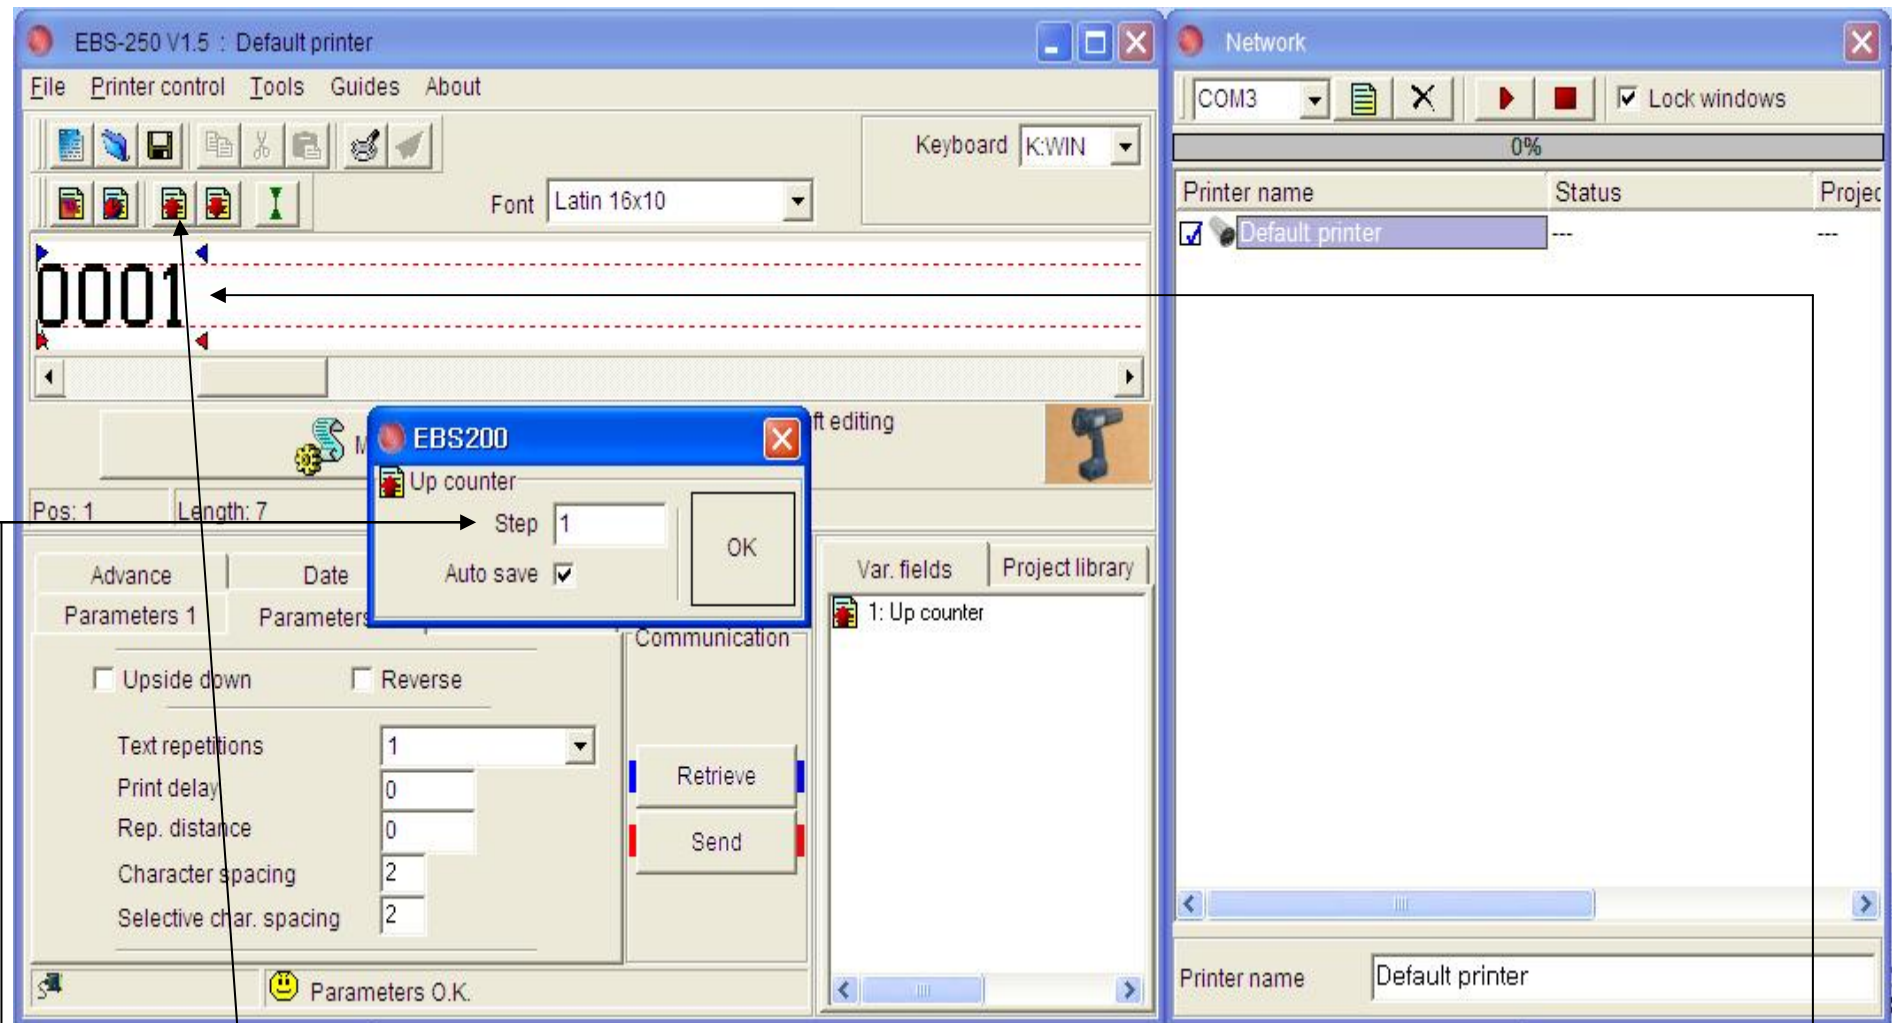 EBS-250 V1.5 : Default printer
File Printer control Tools Guides About
Keyboard K:WIN
Font Latin 16x10
0001
ft editing
Pos: 1 Length: 7
EBS200
Up counter
Step 1
Auto save
OK
Advance Date
Parameters 1 Parameters
Upside down Reverse
Text repetitions 1
Print delay 0
Rep. distance 0
Character spacing 2
Selective char. spacing 2
Communication
Retrieve
Send
Parameters O.K.
Var. fields Project library
1: Up counter
Network
COM3 Lock windows
0%
Printer name Status Projec
Default printer --- ---
Printer name Default printer